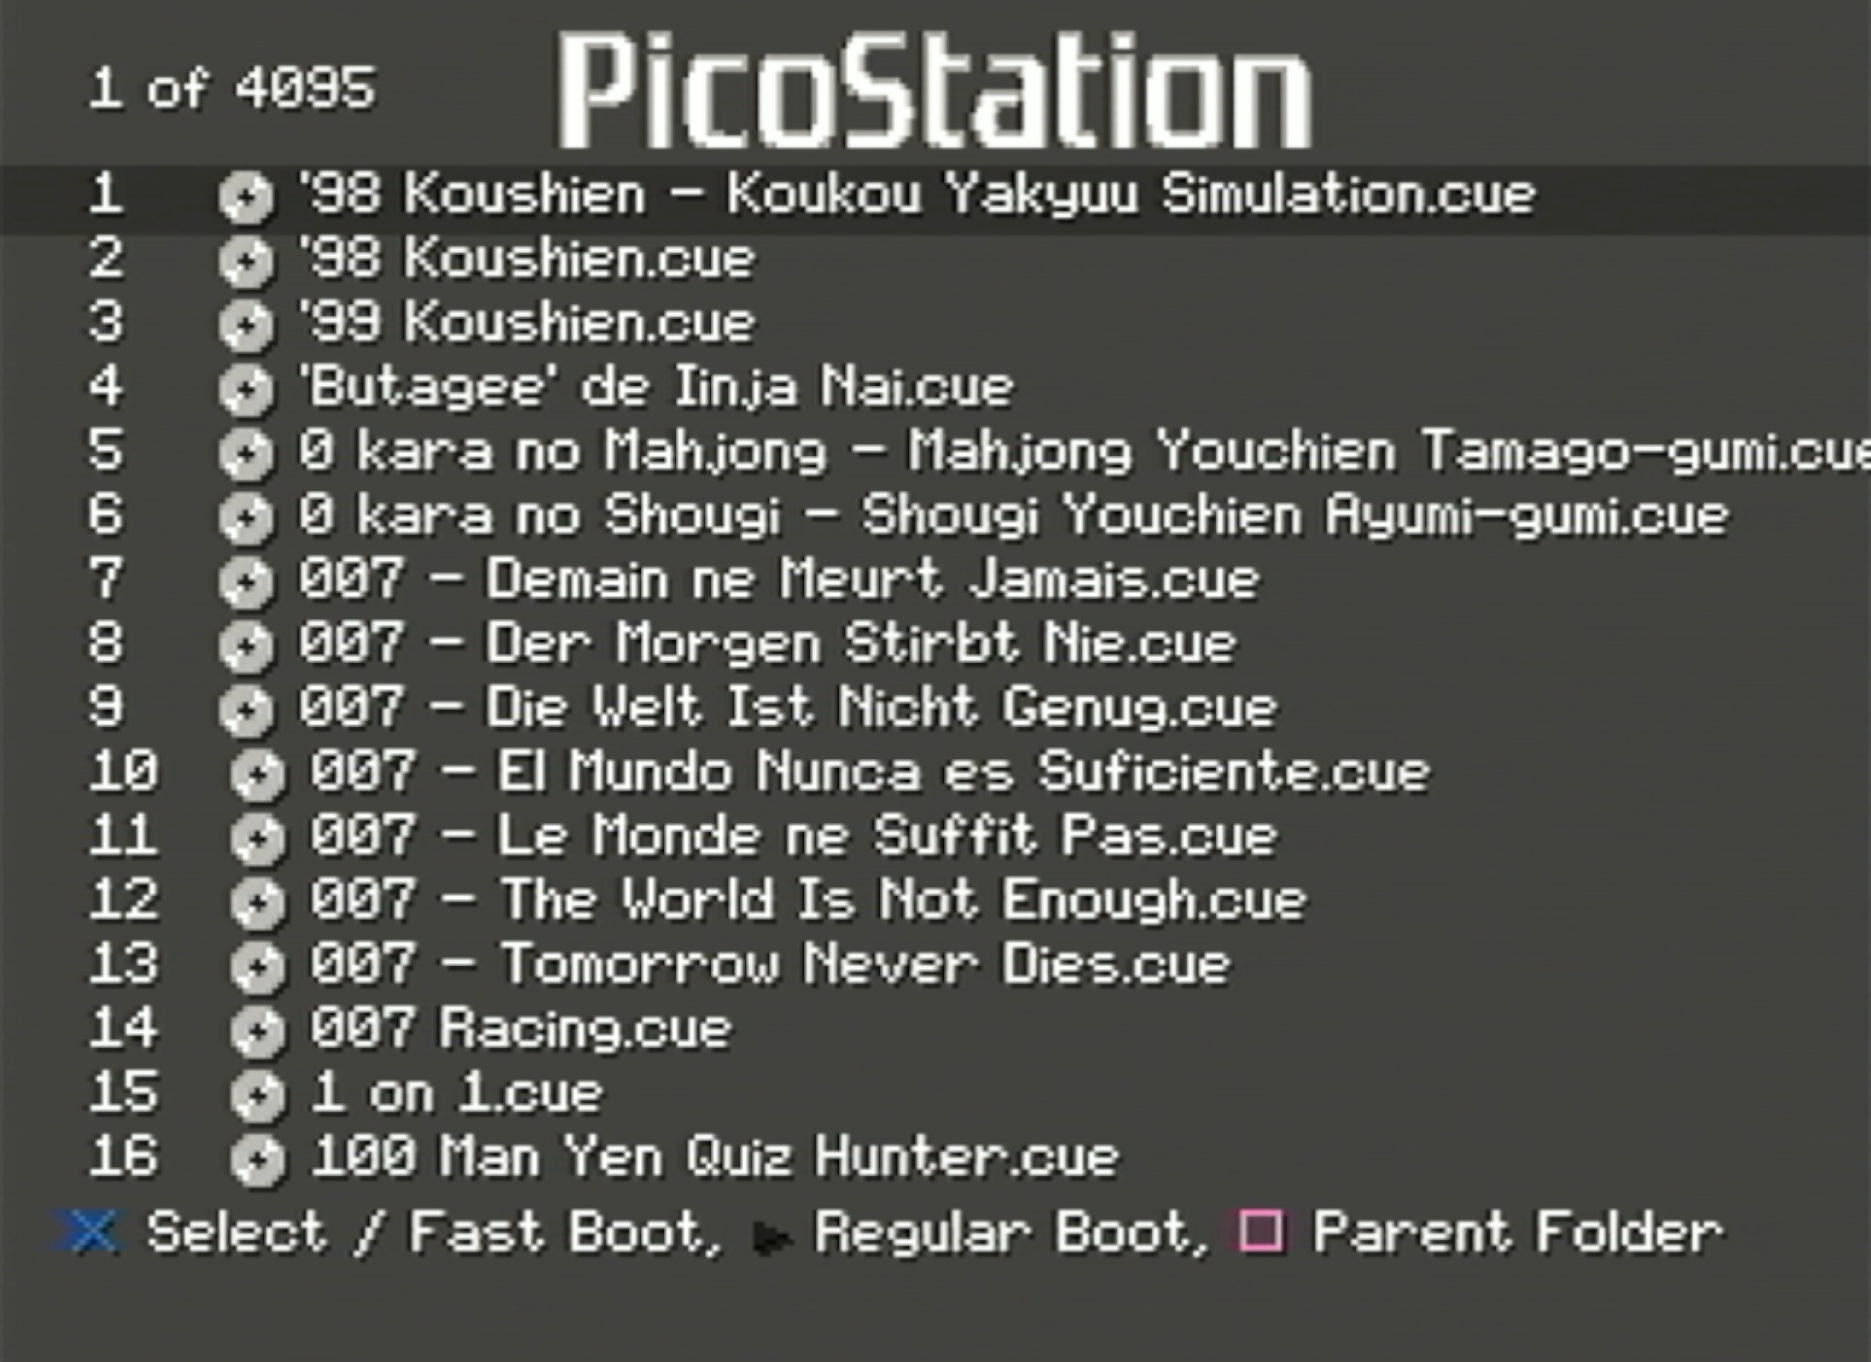 1 of 4095
PicoStation
1 '98 Koushien - Koukou Yakyuu Simulation.cue
2 '98 Koushien.cue
3 '99 Koushien.cue
4 'Butagee' de Iinja Nai.cue
5 0 kara no Mahjong - Mahjong Youchien Tamago-gumi.cue
6 0 kara no Shougi - Shougi Youchien Ayumi-gumi.cue
7 007 - Demain ne Meurt Jamais.cue
8 007 - Der Morgen Stirbt Nie.cue
9 007 - Die Welt Ist Nicht Genug.cue
10 007 - El Mundo Nunca es Suficiente.cue
11 007 - Le Monde ne Suffit Pas.cue
12 007 - The World Is Not Enough.cue
13 007 - Tomorrow Never Dies.cue
14 007 Racing.cue
15 1 on 1.cue
16 100 Man Yen Quiz Hunter.cue
X Select / Fast Boot, ▶ Regular Boot, □ Parent Folder